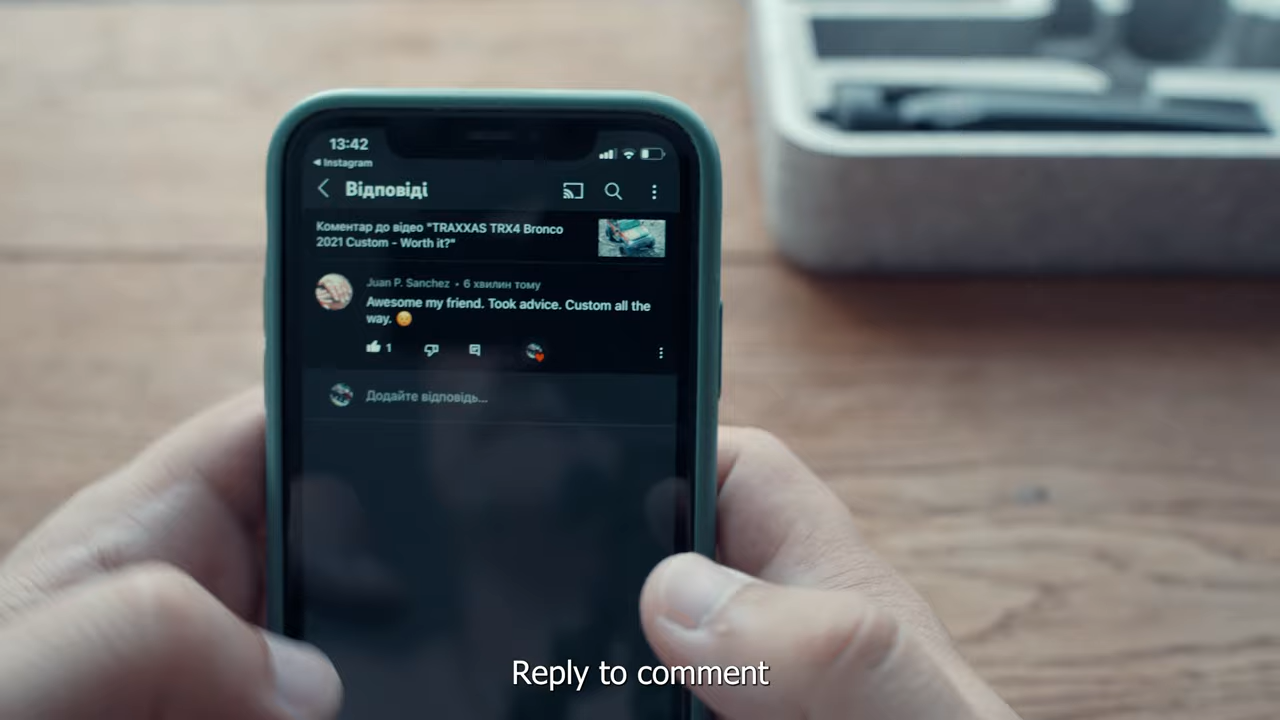 13:42
◀ Instagram
Відповіді
Коментар до відео "TRAXXAS TRX4 Bronco
2021 Custom - Worth it?"
Juan P. Sanchez • 6 хвилин тому
Awesome my friend. Took advice. Custom all the
way. 😉
1
Додайте відповідь...
Reply to comment